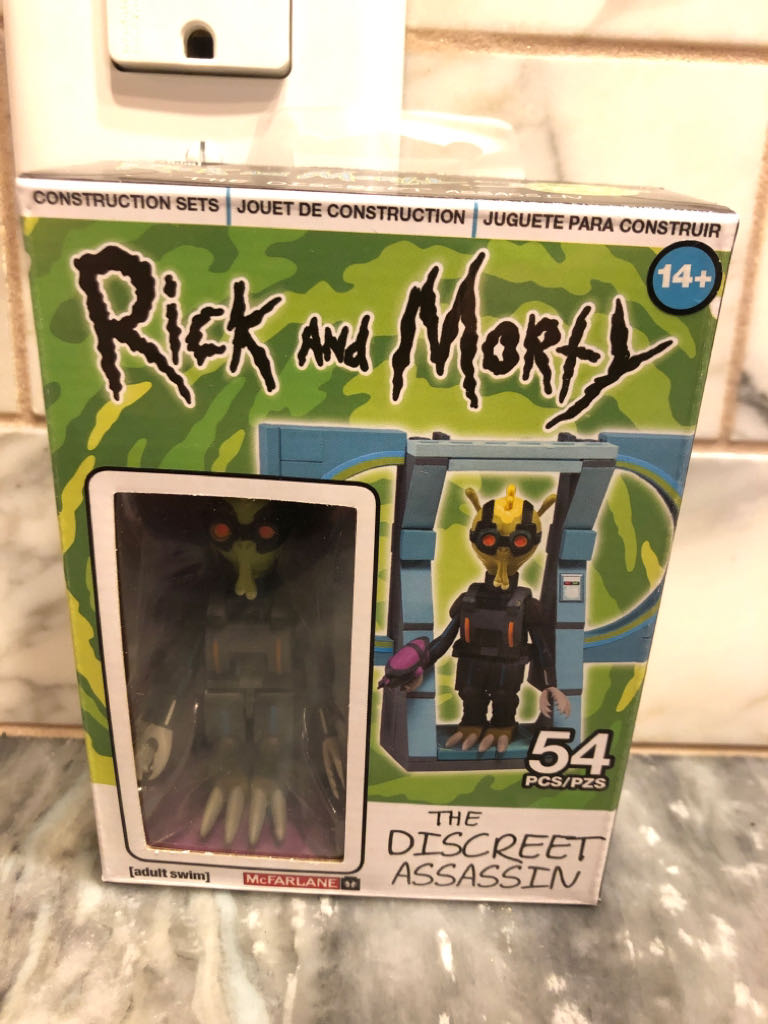 CONSTRUCTION SETS | JOUET DE CONSTRUCTION | JUGUETE PARA CONSTRUIR
14+
RICK AND MORTY
54
PCS/PZS
THE
DISCREET
ASSASSIN
[adult swim]
McFARLANE